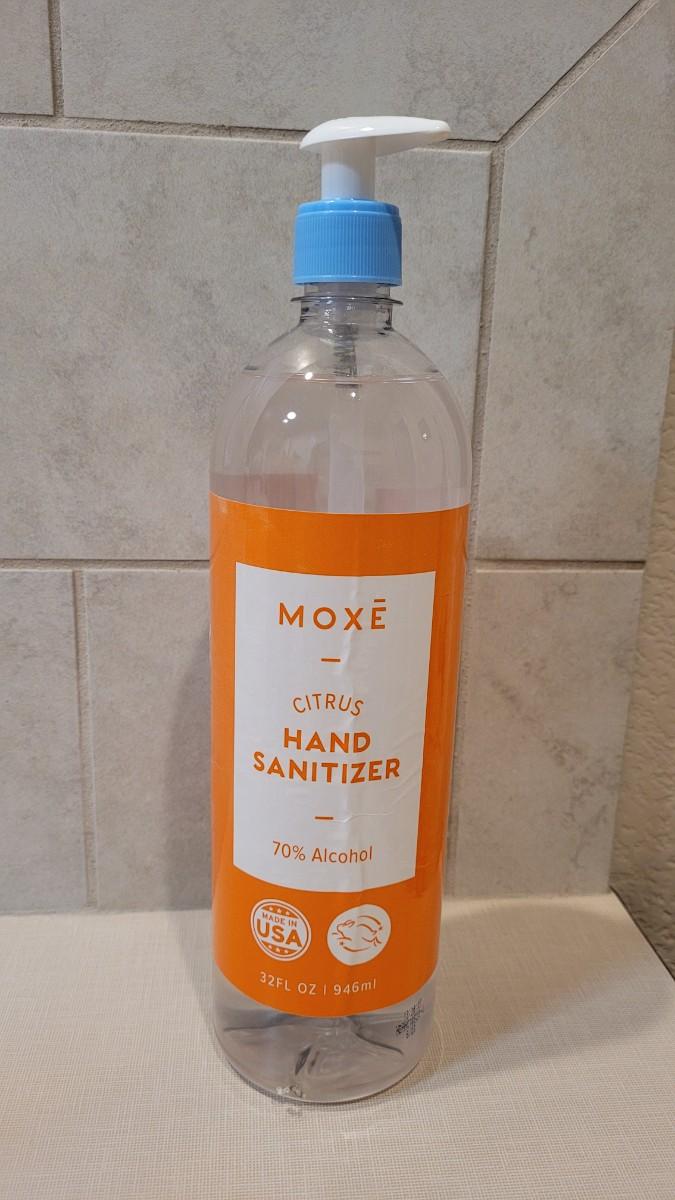 MOXĒ
CITRUS
HAND
SANITIZER
70% Alcohol
MADE IN
USA
32FL OZ | 946ml